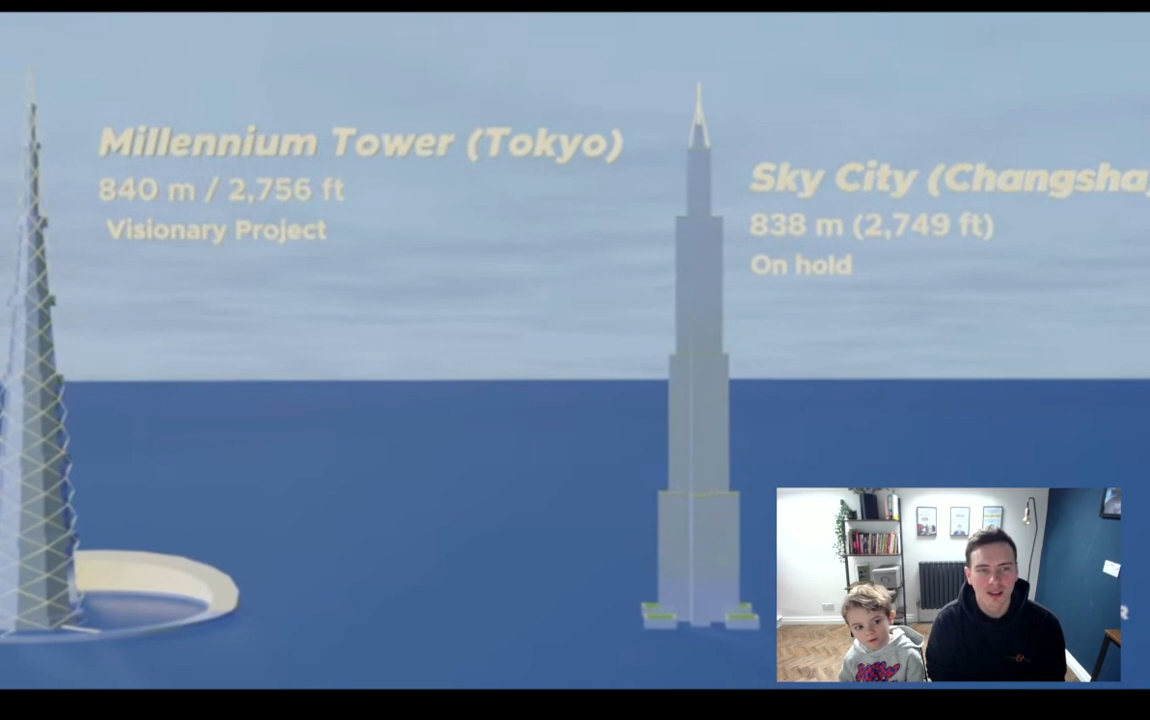 Millennium Tower (Tokyo)
840 m / 2,756 ft
Visionary Project
Sky City (Changsha)
838 m (2,749 ft)
On hold